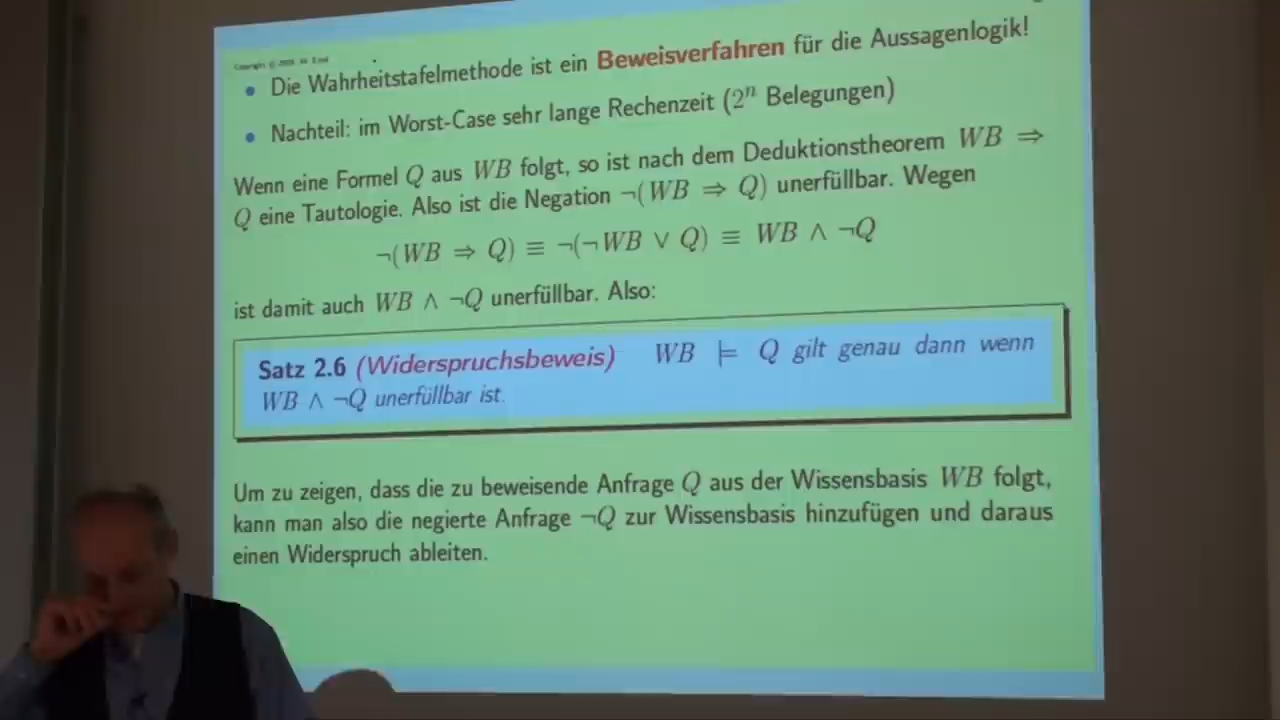 Copyright © W. Ertel
• Die Wahrheitstafelmethode ist ein Beweisverfahren für die Aussagenlogik!
• Nachteil: im Worst-Case sehr lange Rechenzeit (2ⁿ Belegungen)
Wenn eine Formel Q aus WB folgt, so ist nach dem Deduktionstheorem WB ⇒
Q eine Tautologie. Also ist die Negation ¬(WB ⇒ Q) unerfüllbar. Wegen
¬(WB ⇒ Q) ≡ ¬(¬WB ∨ Q) ≡ WB ∧ ¬Q
ist damit auch WB ∧ ¬Q unerfüllbar. Also:
Satz 2.6 (Widerspruchsbeweis) WB ⊨ Q gilt genau dann wenn
WB ∧ ¬Q unerfüllbar ist.
Um zu zeigen, dass die zu beweisende Anfrage Q aus der Wissensbasis WB folgt,
kann man also die negierte Anfrage ¬Q zur Wissensbasis hinzufügen und daraus
einen Widerspruch ableiten.